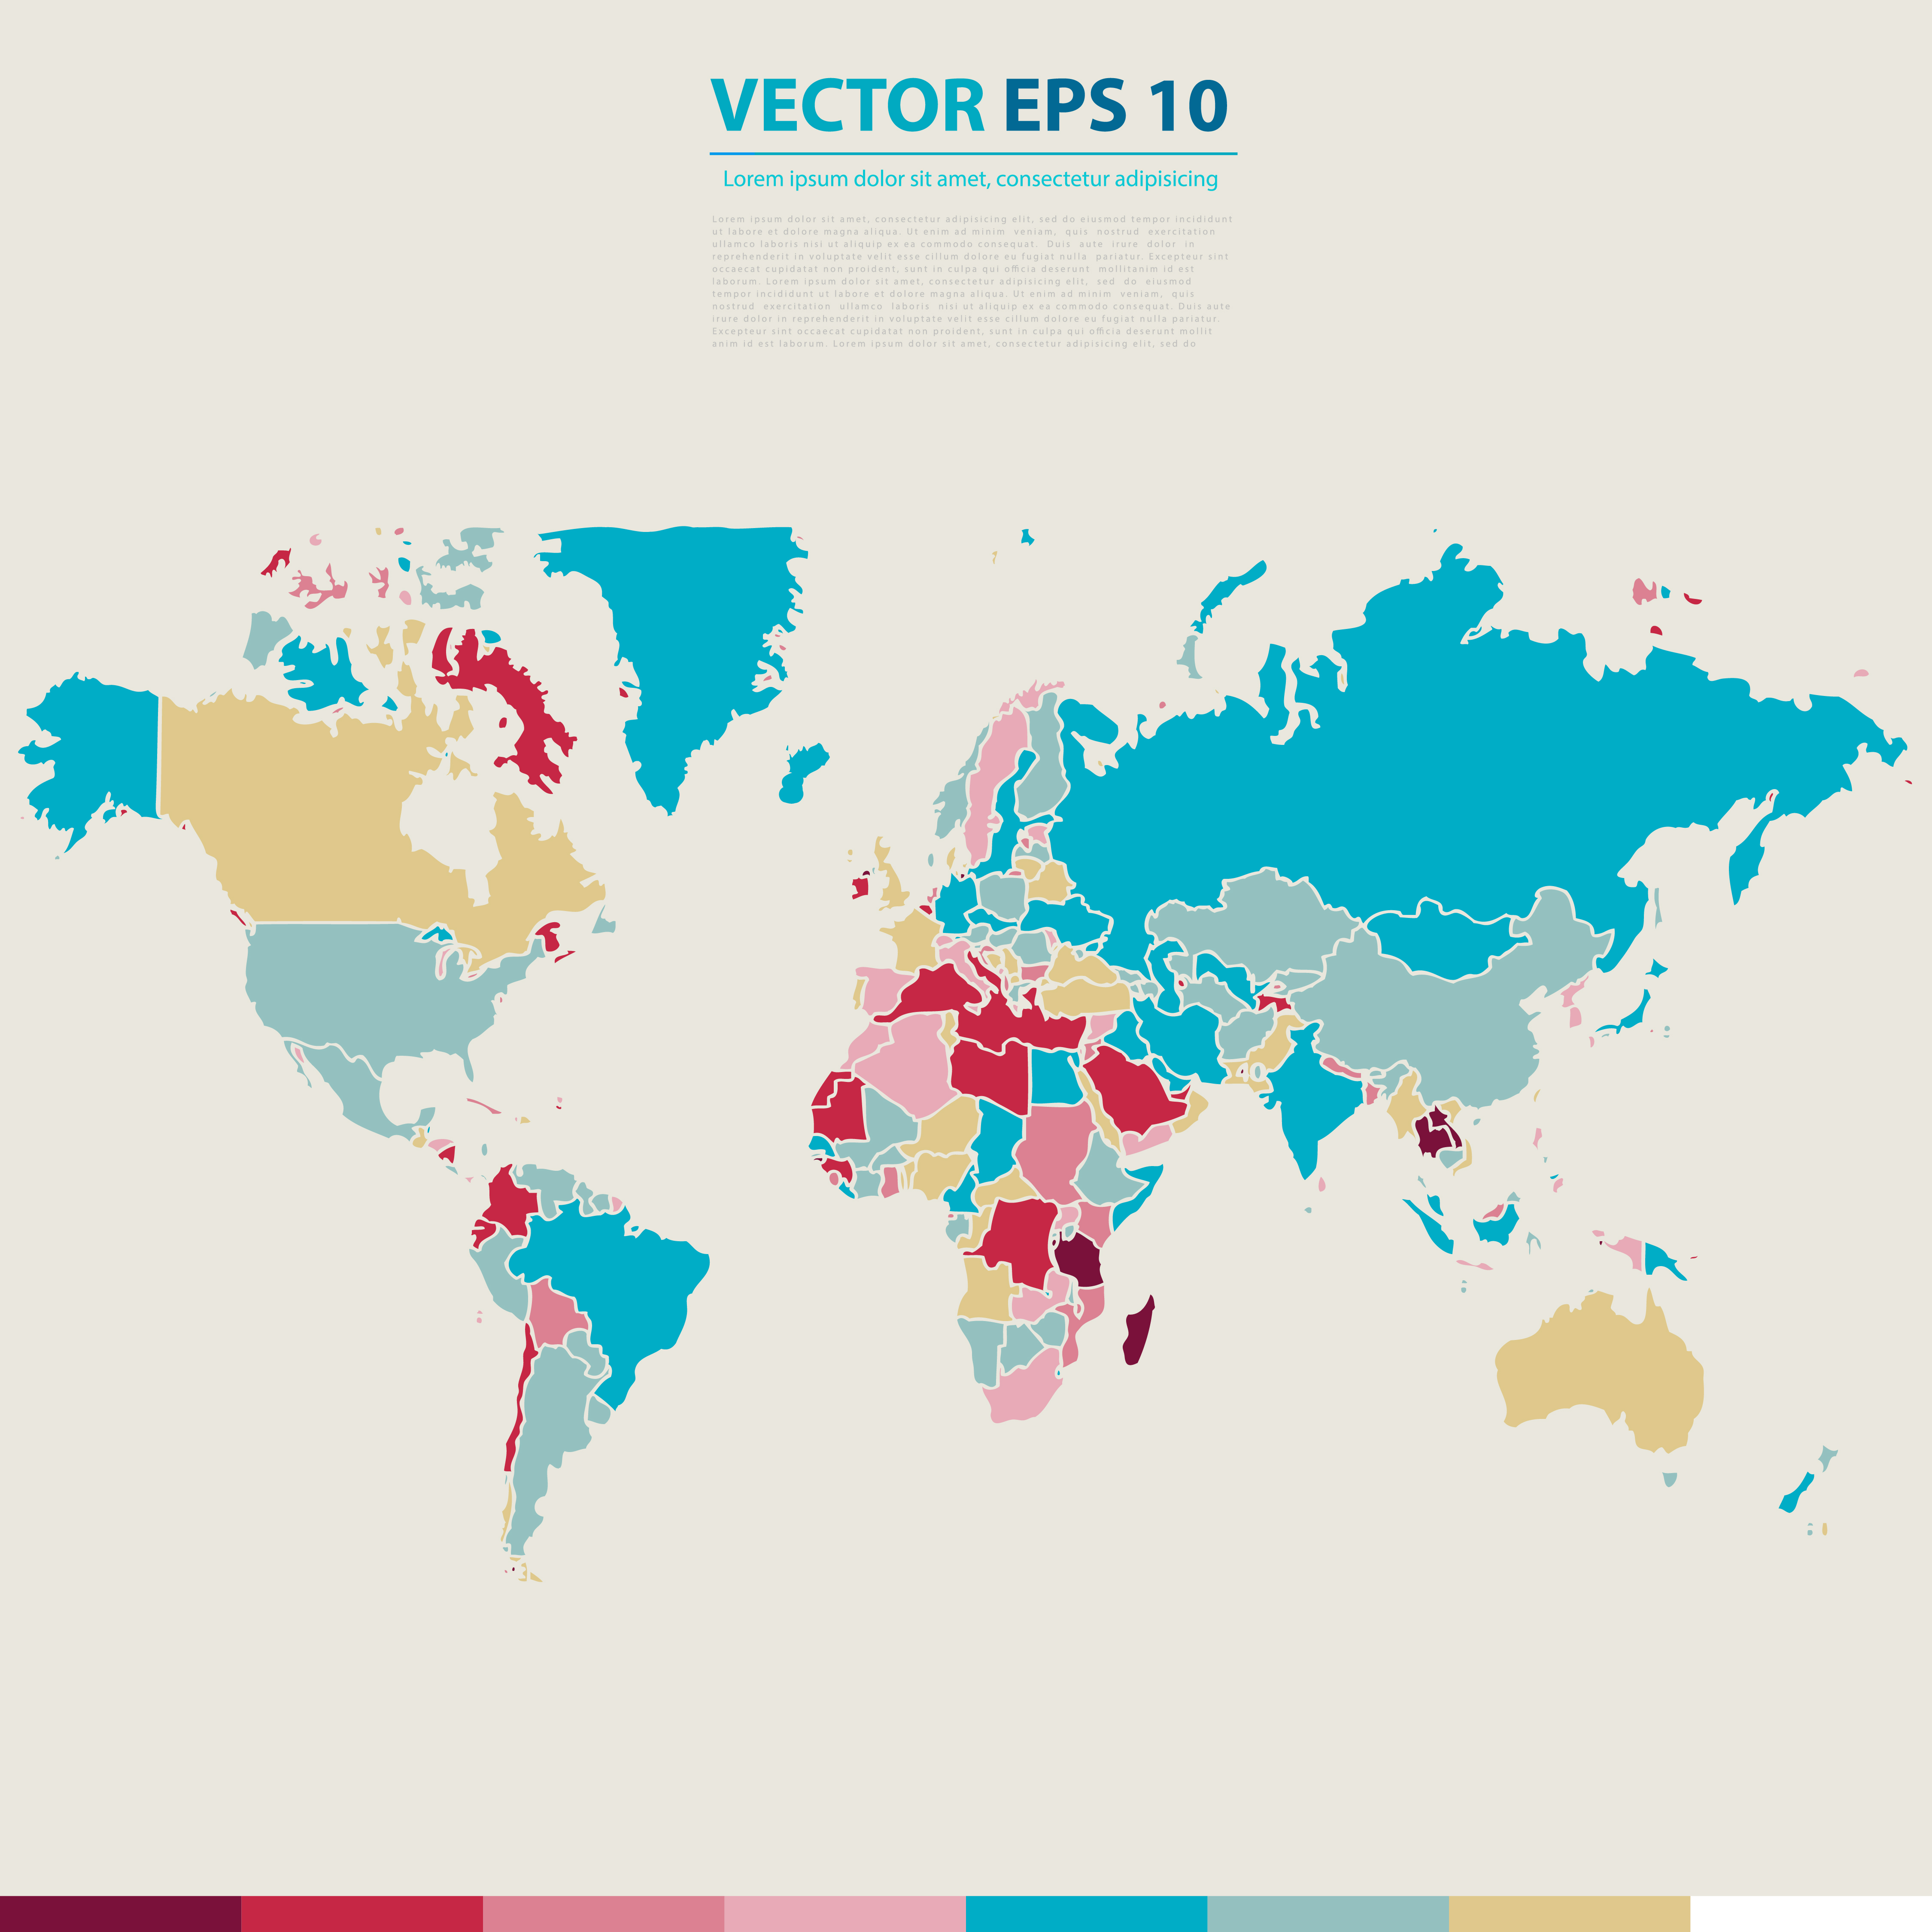 VECTOR EPS 10
Lorem ipsum dolor sit amet, consectetur adipisicing
Lorem ipsum dolor sit amet, consectetur adipisicing elit, sed do eiusmod tempor incididunt
ut labore et dolore magna aliqua. Ut enim ad minim veniam, quis nostrud exercitation
ullamco laboris nisi ut aliquip ex ea commodo consequat. Duis aute irure dolor in
reprehenderit in voluptate velit esse cillum dolore eu fugiat nulla pariatur. Excepteur sint
occaecat cupidatat non proident, sunt in culpa qui officia deserunt mollitanim id est
laborum. Lorem ipsum dolor sit amet, consectetur adipisicing elit, sed do eiusmod
tempor incididunt ut labore et dolore magna aliqua. Ut enim ad minim veniam, quis
nostrud exercitation ullamco laboris nisi ut aliquip ex ea commodo consequat. Duis aute
irure dolor in reprehenderit in voluptate velit esse cillum dolore eu fugiat nulla pariatur.
Excepteur sint occaecat cupidatat non proident, sunt in culpa qui officia deserunt mollit
anim id est laborum. Lorem ipsum dolor sit amet, consectetur adipisicing elit, sed do